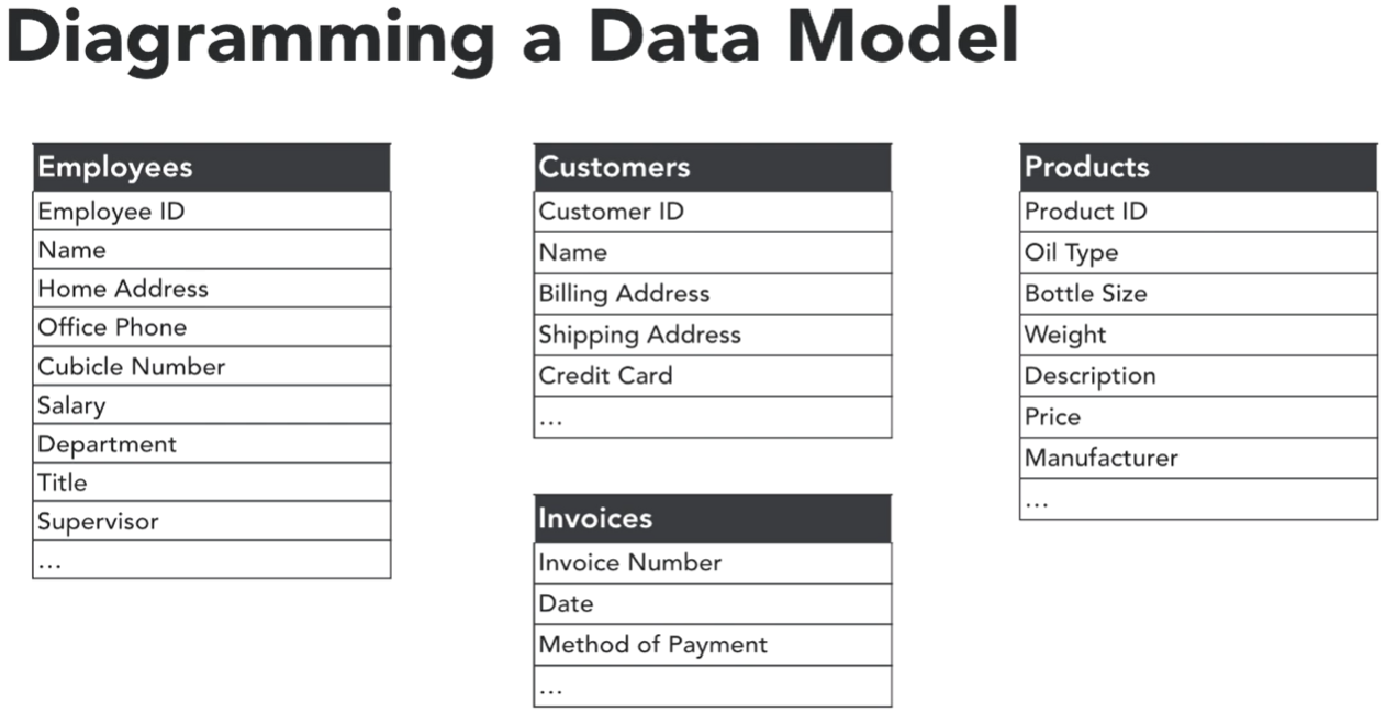 Diagramming a Data Model
Employees
Employee ID
Name
Home Address
Office Phone
Cubicle Number
Salary
Department
Title
Supervisor
...
Customers
Customer ID
Name
Billing Address
Shipping Address
Credit Card
...
Invoices
Invoice Number
Date
Method of Payment
...
Products
Product ID
Oil Type
Bottle Size
Weight
Description
Price
Manufacturer
...